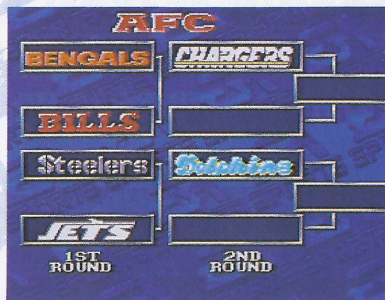 AFC
BENGALS
CHARGERS
BILLS
Steelers
Dolphins
JETS
1ST ROUND
2ND ROUND